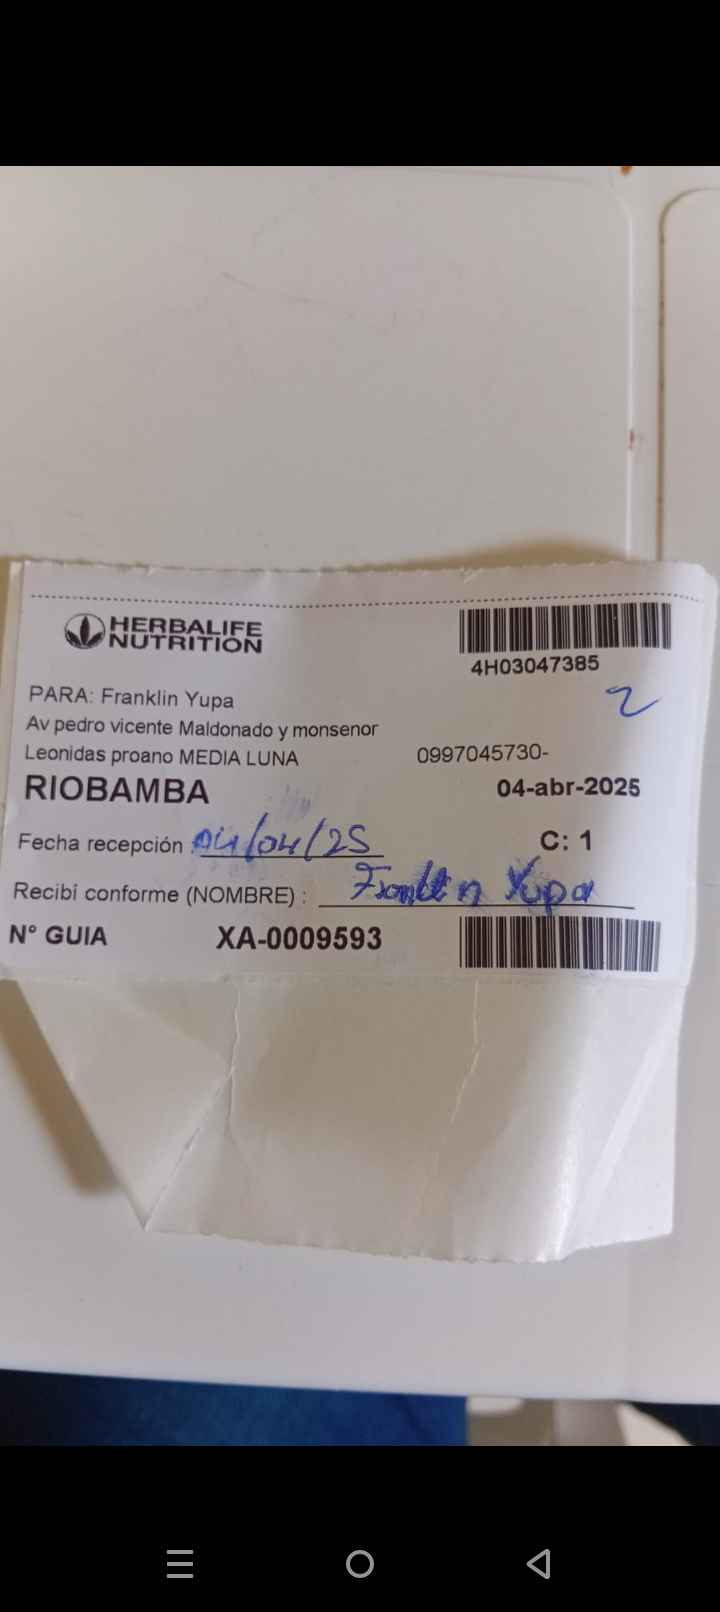 HERBALIFE
NUTRITION
4H03047385
2
PARA: Franklin Yupa
Av pedro vicente Maldonado y monsenor
Leonidas proano MEDIA LUNA 0997045730-
RIOBAMBA 04-abr-2025
Fecha recepción : 04/04/25 C: 1
Recibí conforme (NOMBRE) : Franklin Yupa
N° GUIA XA-0009593